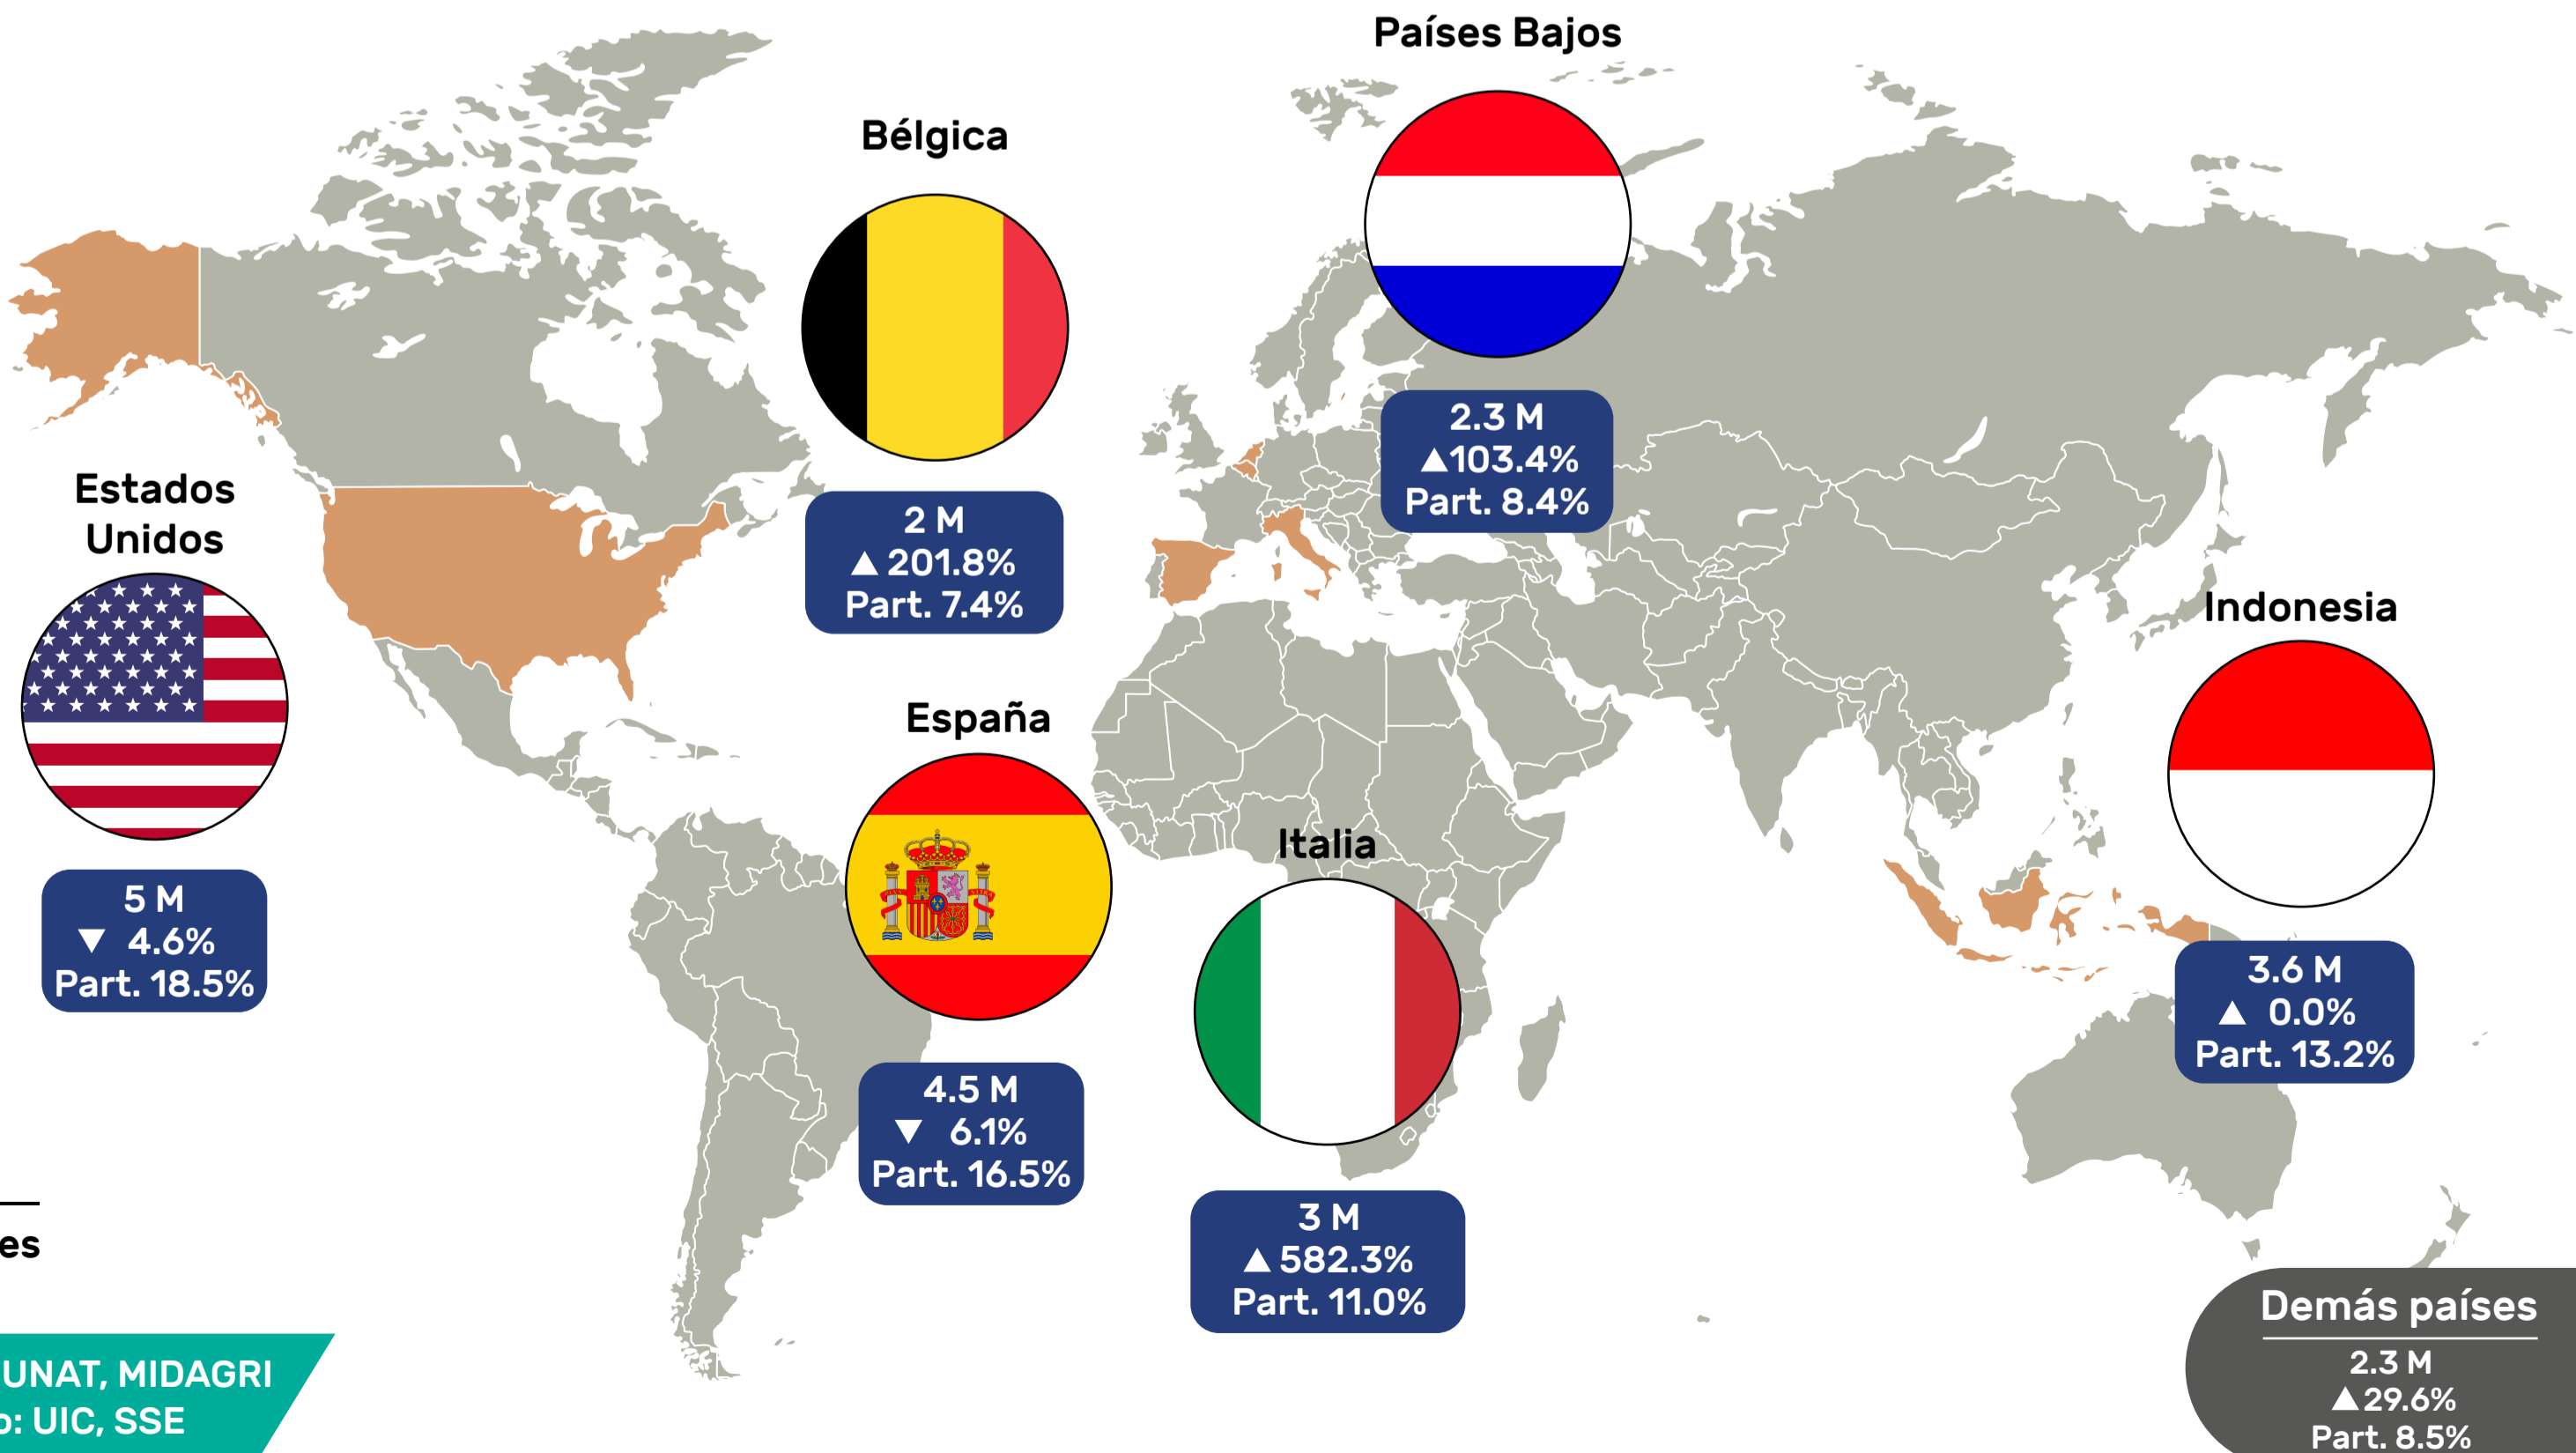 Países Bajos
2.3 M
▲103.4%
Part. 8.4%
Bélgica
2 M
▲ 201.8%
Part. 7.4%
Estados
Unidos
5 M
▼ 4.6%
Part. 18.5%
España
4.5 M
▼ 6.1%
Part. 16.5%
Italia
3 M
▲ 582.3%
Part. 11.0%
Indonesia
3.6 M
▲ 0.0%
Part. 13.2%
es
UNAT, MIDAGRI
o: UIC, SSE
Demás países
2.3 M
▲29.6%
Part. 8.5%